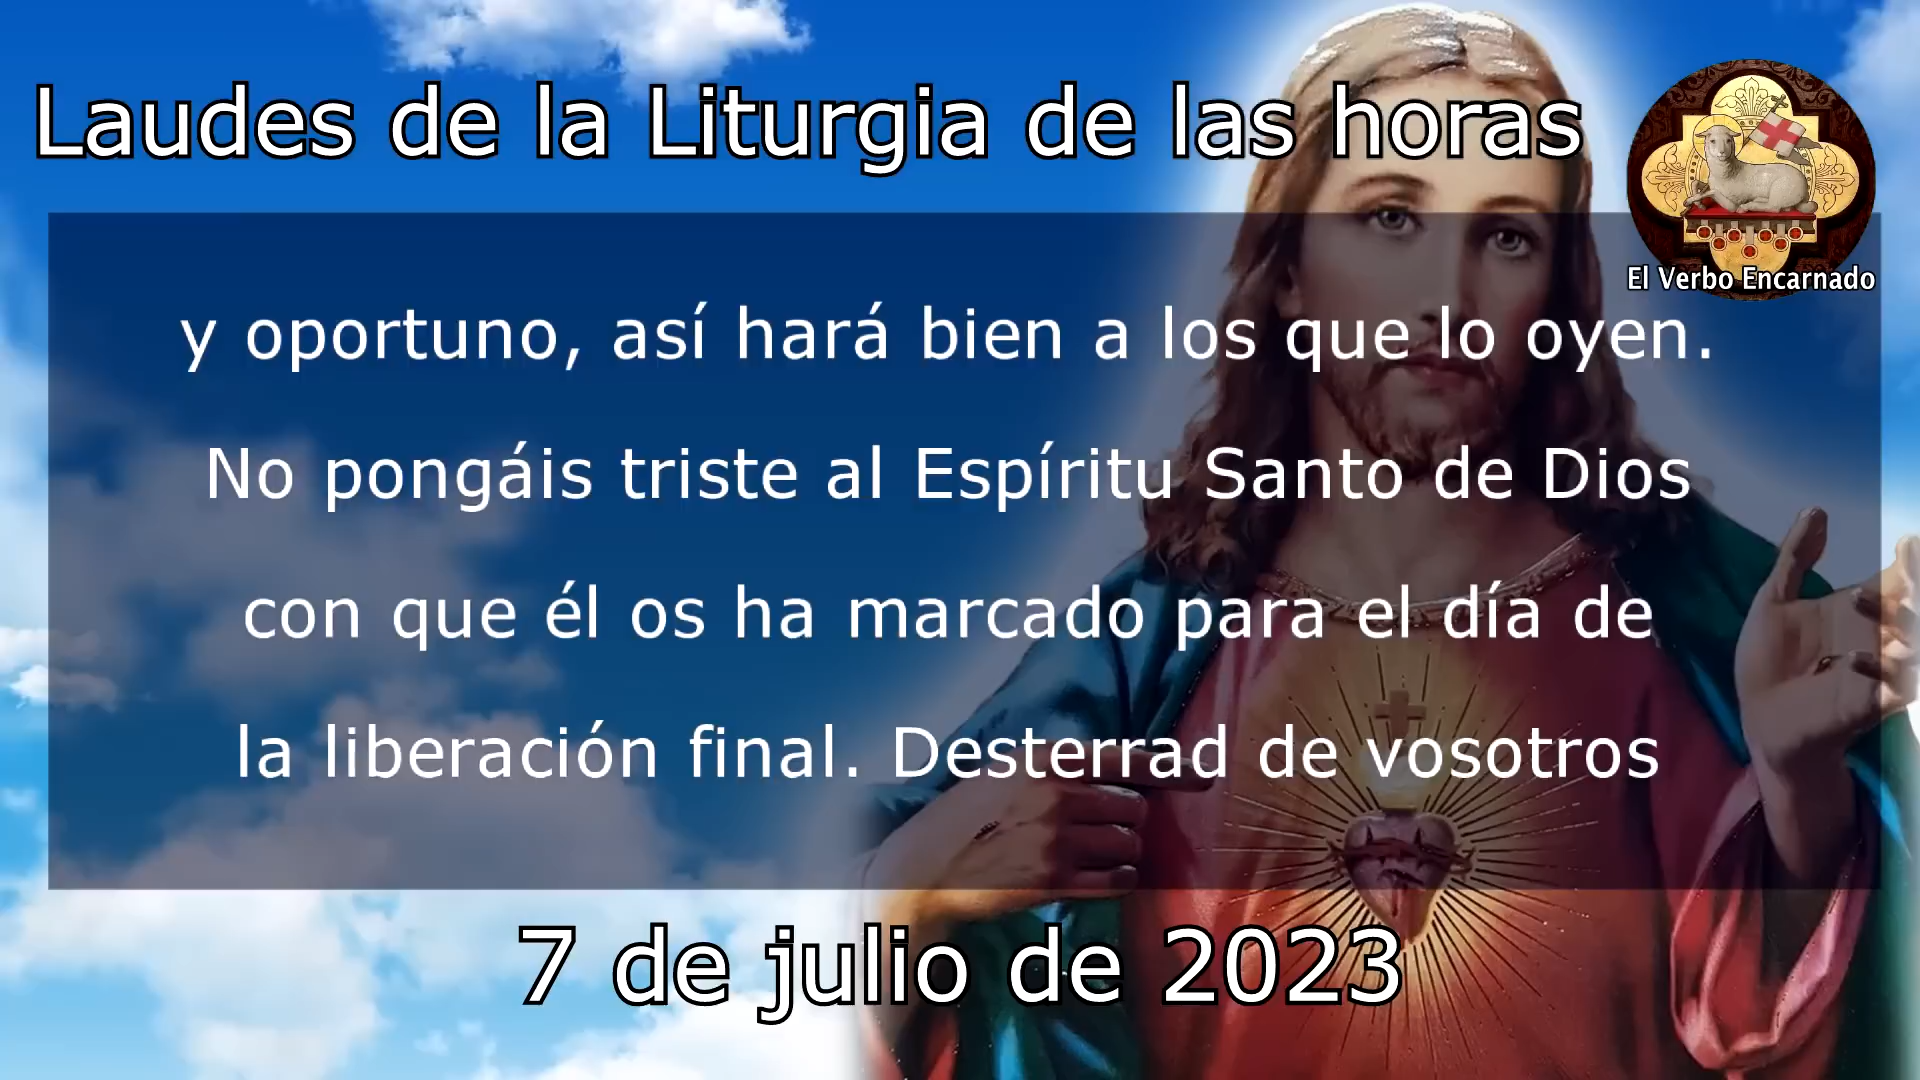 Laudes de la Liturgia de las horas
El Verbo Encarnado
y oportuno, así hará bien a los que lo oyen.
No pongáis triste al Espíritu Santo de Dios
con que él os ha marcado para el día de
la liberación final. Desterrad de vosotros
7 de julio de 2023